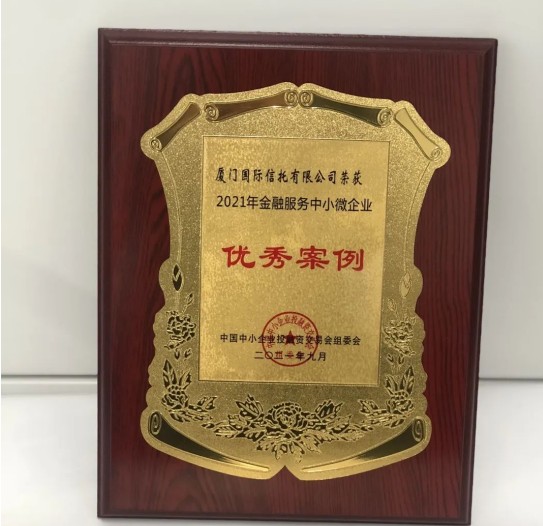 厦门国际信托有限公司荣获
2021年金融服务中小微企业
优秀案例
中国中小企业投融资交易会组委会
二〇二一年九月